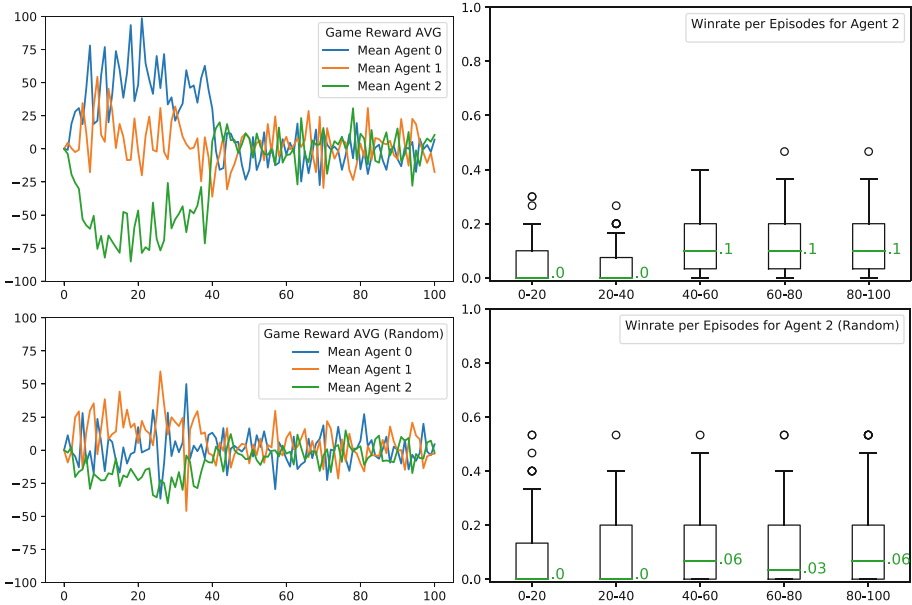 100
75
50
25
0
−25
−50
−75
−100
0 20 40 60 80 100
Game Reward AVG
Mean Agent 0
Mean Agent 1
Mean Agent 2
1.0
0.8
0.6
0.4
0.2
0.0
0-20 20-40 40-60 60-80 80-100
Winrate per Episodes for Agent 2
.0 .0 .1 .1 .1
100
75
50
25
0
−25
−50
−75
−100
0 20 40 60 80 100
Game Reward AVG (Random)
Mean Agent 0
Mean Agent 1
Mean Agent 2
1.0
0.8
0.6
0.4
0.2
0.0
0-20 20-40 40-60 60-80 80-100
Winrate per Episodes for Agent 2 (Random)
.0 .0 .06 .03 .06